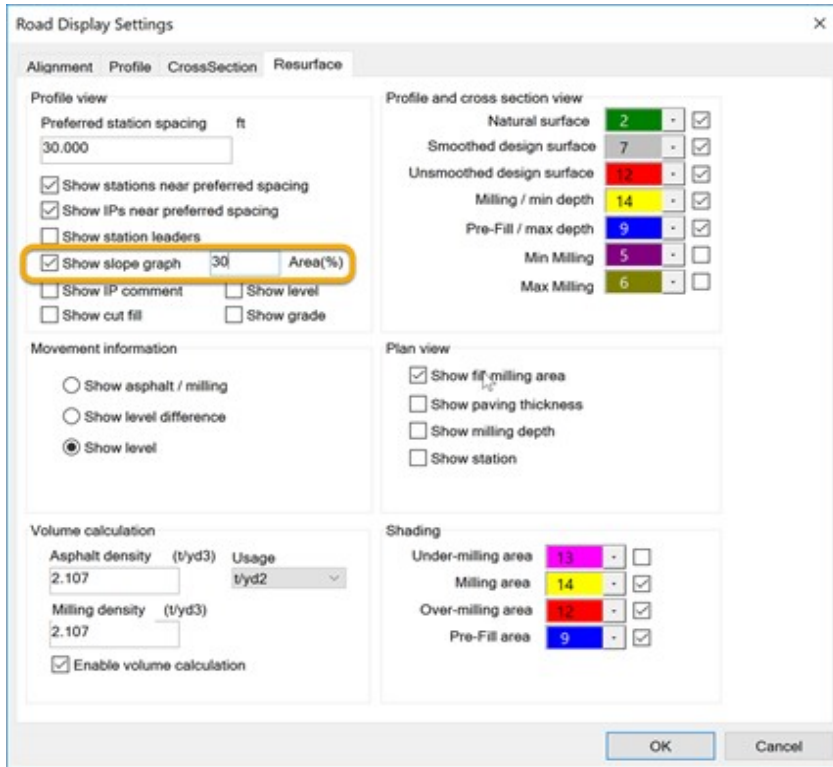 Road Display Settings
Alignment Profile CrossSection Resurface
Profile view
Preferred station spacing ft
30.000
Show stations near preferred spacing
Show IPs near preferred spacing
Show station leaders
Show slope graph 30 Area(%)
Show IP comment Show level
Show cut fill Show grade
Profile and cross section view
Natural surface 2
Smoothed design surface 7
Unsmoothed design surface 12
Milling / min depth 14
Pre-Fill / max depth 9
Min Milling 5
Max Milling 6
Movement information
Show asphalt / milling
Show level difference
Show level
Plan view
Show fill milling area
Show paving thickness
Show milling depth
Show station
Volume calculation
Asphalt density (t/yd3) Usage
2.107 t/yd2
Milling density (t/yd3)
2.107
Enable volume calculation
Shading
Under-milling area 13
Milling area 14
Over-milling area 12
Pre-Fill area 9
OK Cancel